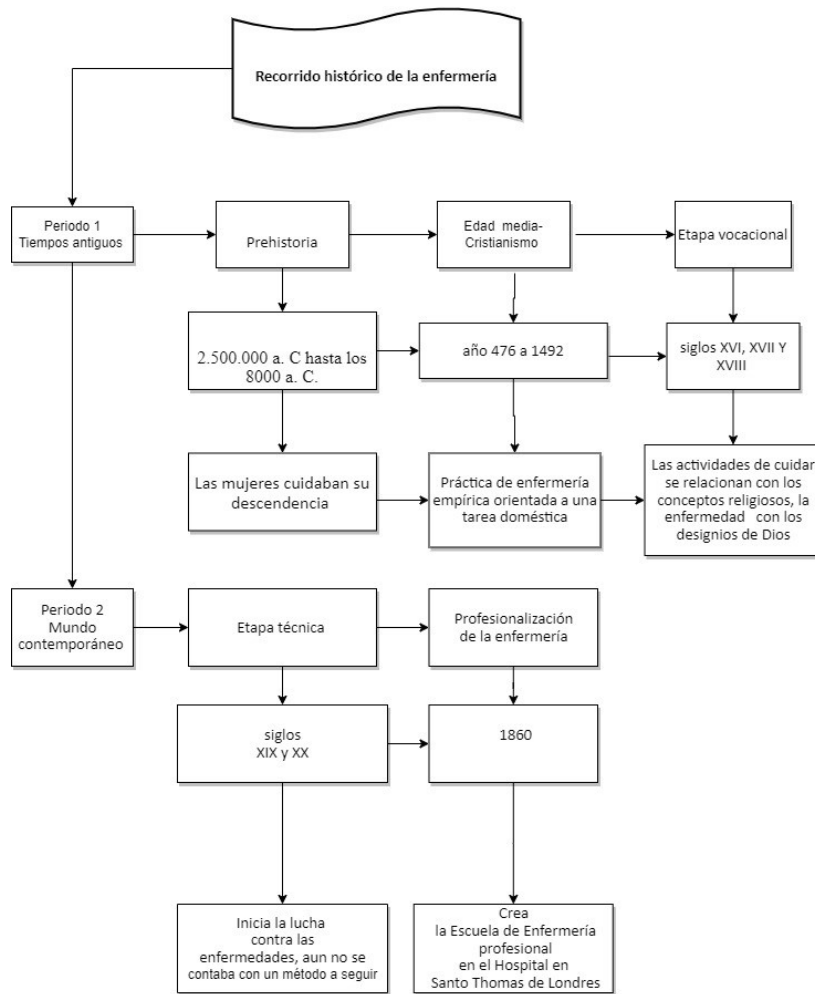 Recorrido histórico de la enfermería
Periodo 1
Tiempos antiguos
Prehistoria
Edad media-
Cristianismo
Etapa vocacional
2.500.000 a. C hasta los
8000 a. C.
año 476 a 1492
siglos XVI, XVII Y
XVIII
Las mujeres cuidaban su
descendencia
Práctica de enfermería
empírica orientada a una
tarea doméstica
Las actividades de cuidar
se relacionan con los
conceptos religiosos, la
enfermedad con los
designios de Dios
Periodo 2
Mundo
contemporáneo
Etapa técnica
Profesionalización
de la enfermería
siglos
XIX y XX
1860
Inicia la lucha
contra las
enfermedades, aun no se
contaba con un método a seguir
Crea
la Escuela de Enfermería
profesional
en el Hospital en
Santo Thomas de Londres